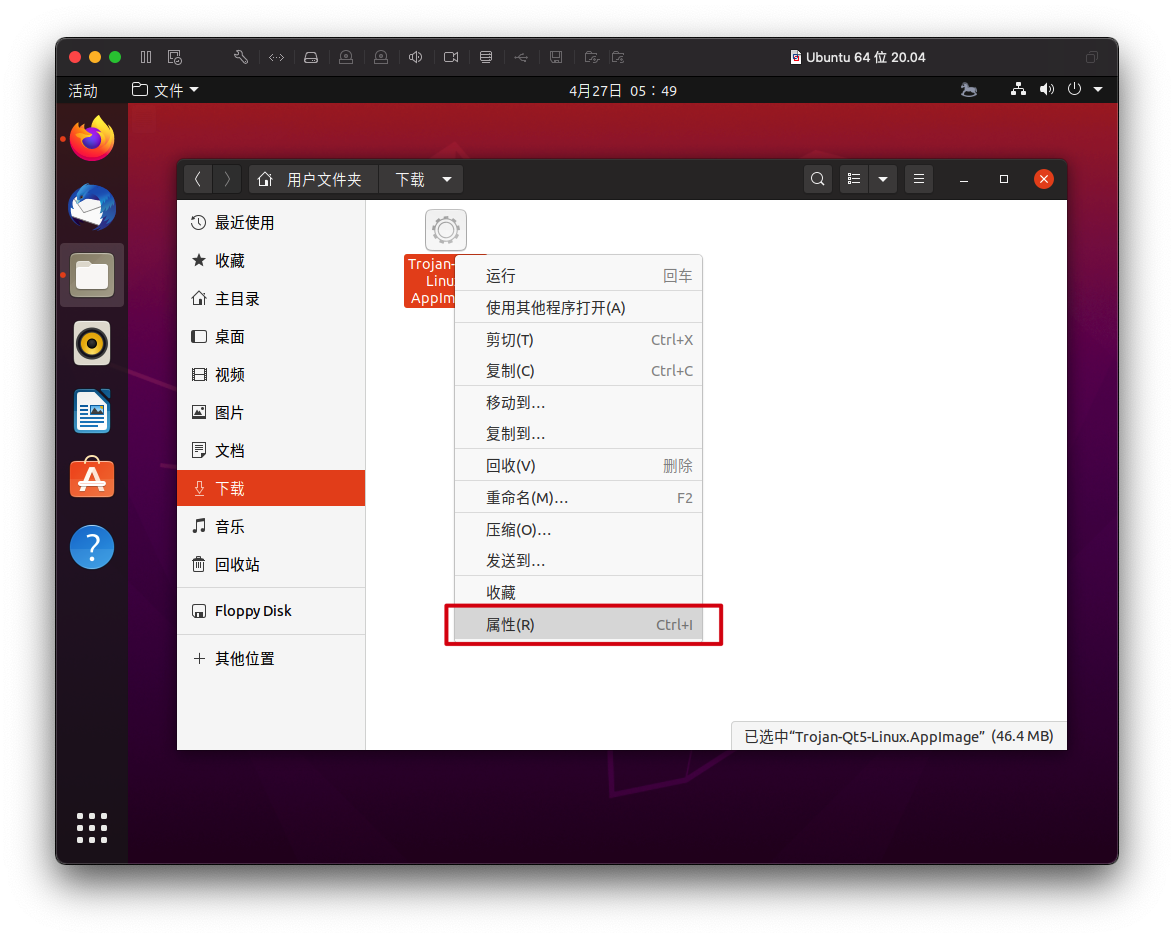 Ubuntu 64 位 20.04
活动
文件
4月27日 05：49
用户文件夹
下载
最近使用
收藏
主目录
桌面
视频
图片
文档
下载
音乐
回收站
Floppy Disk
其他位置
Trojan-
Linu
AppIm
运行 回车
使用其他程序打开(A)
剪切(T) Ctrl+X
复制(C) Ctrl+C
移动到…
复制到…
回收(V) 删除
重命名(M)… F2
压缩(O)…
发送到…
收藏
属性(R) Ctrl+I
已选中“Trojan-Qt5-Linux.AppImage” (46.4 MB)